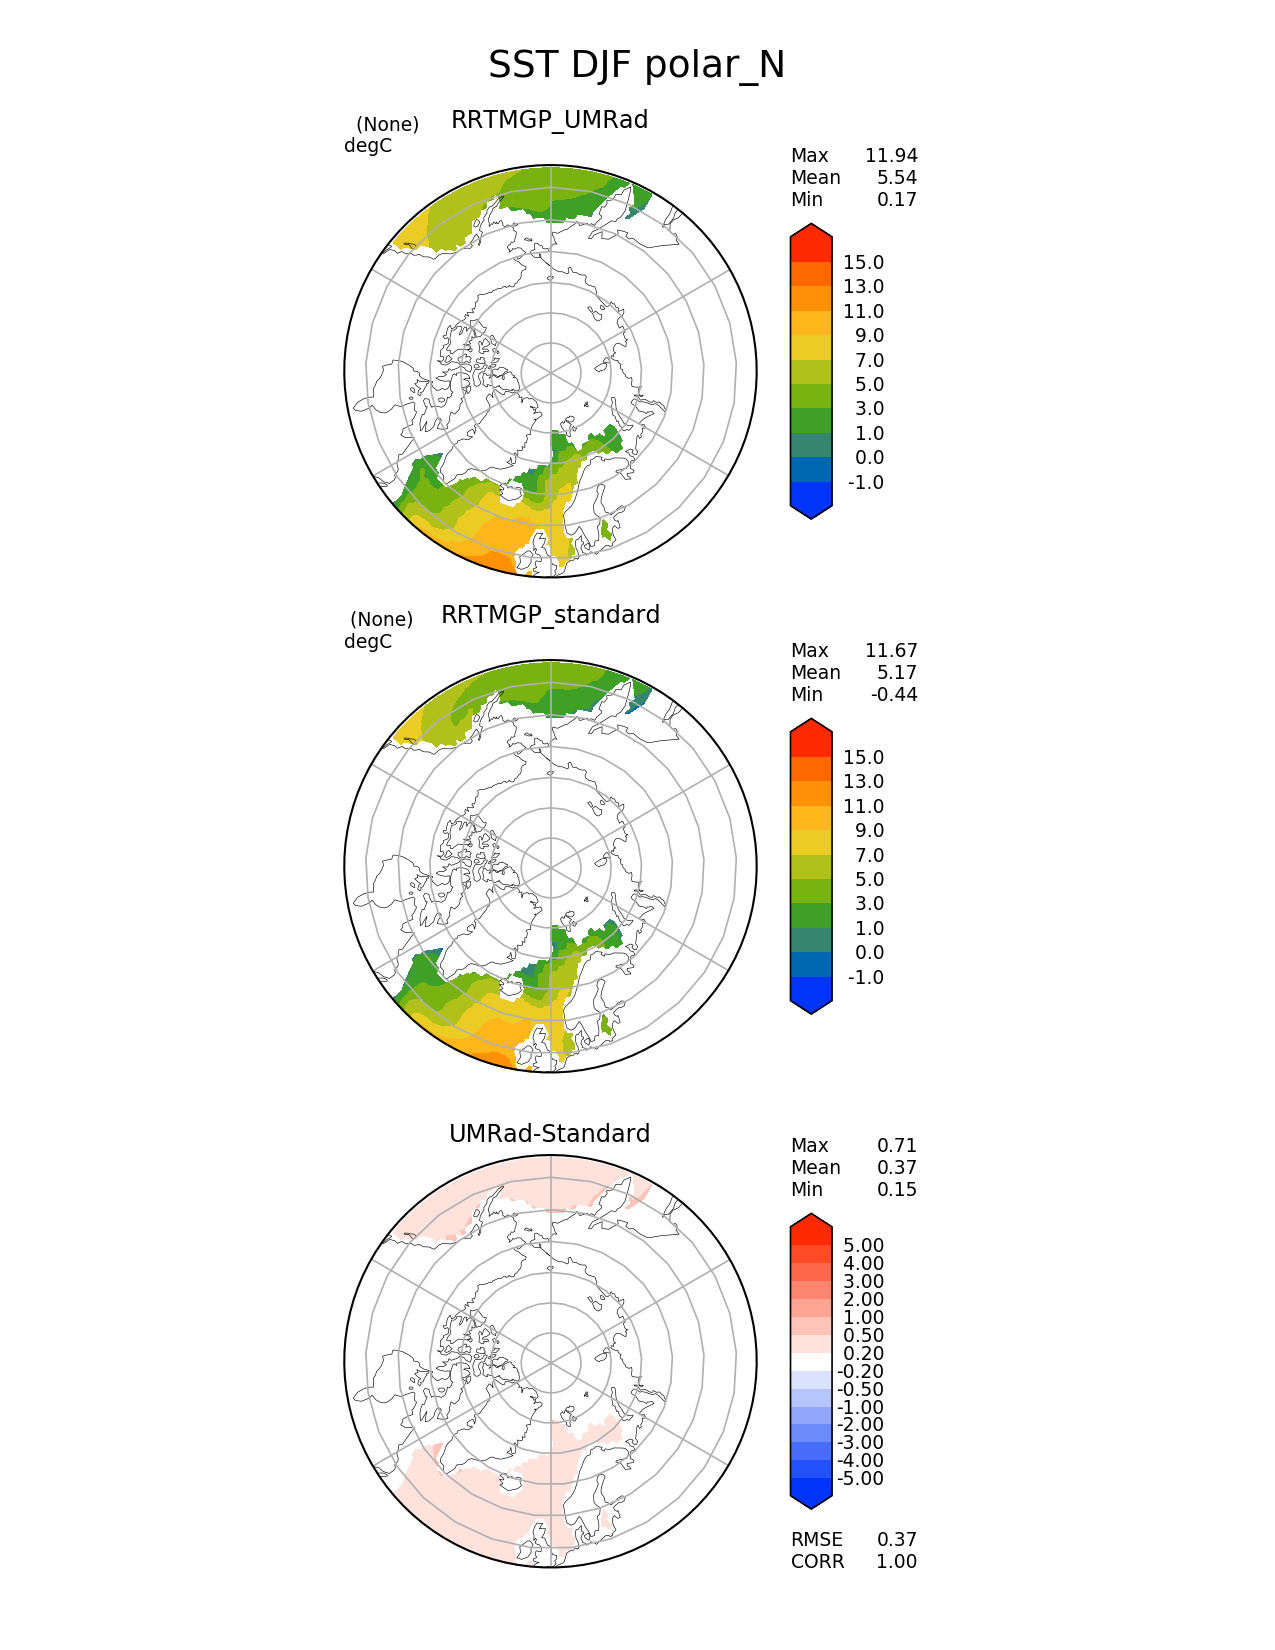 SST DJF polar_N
(None)
RRTMGP_UMRad
degC
Max 11.94
Mean 5.54
Min 0.17
15.0
13.0
11.0
9.0
7.0
5.0
3.0
1.0
0.0
-1.0
(None)
RRTMGP_standard
degC
Max 11.67
Mean 5.17
Min -0.44
15.0
13.0
11.0
9.0
7.0
5.0
3.0
1.0
0.0
-1.0
UMRad-Standard
Max 0.71
Mean 0.37
Min 0.15
5.00
4.00
3.00
2.00
1.00
0.50
0.20
-0.20
-0.50
-1.00
-2.00
-3.00
-4.00
-5.00
RMSE 0.37
CORR 1.00